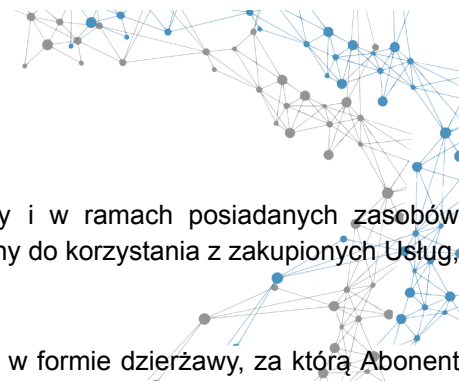 y i w ramach posiadanych zasobów
ny do korzystania z zakupionych Usług,
w formie dzierżawy, za którą Abonent